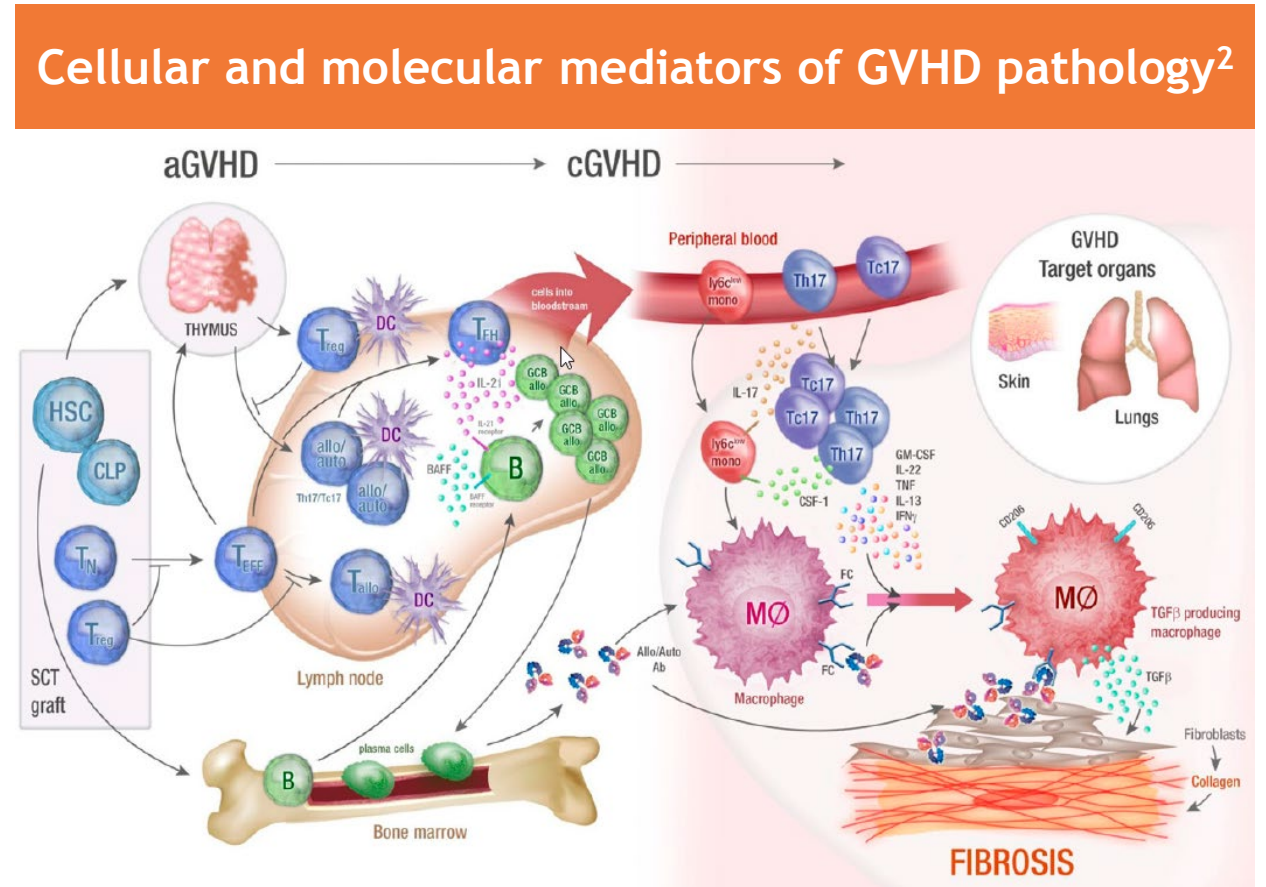 Cellular and molecular mediators of GVHD pathology²
aGVHD
cGVHD
THYMUS
HSC
CLP
TN
Treg
SCT
graft
TEFF
Treg
DC
TFH
cells into
bloodstream
IL-21
IL-21
receptor
GCB
allo
GCB
allo
GCB
allo
GCB
allo
GCB
allo
allo/
auto
DC
Th17/Tc17
allo/
auto
BAFF
BAFF
receptor
B
Tallo
DC
Lymph node
B
plasma cells
Bone marrow
Peripheral blood
ly6clow
mono
Th17
Tc17
IL-17
Tc17
Tc17
Th17
Th17
ly6clow
mono
CSF-1
GM-CSF
IL-22
TNF
IL-13
IFNγ
MØ
FC
FC
Macrophage
Allo/Auto
Ab
GVHD
Target organs
Skin
Lungs
CD206
CD206
MØ
TGFβ producing
macrophage
TGFβ
Fibroblasts
Collagen
FIBROSIS